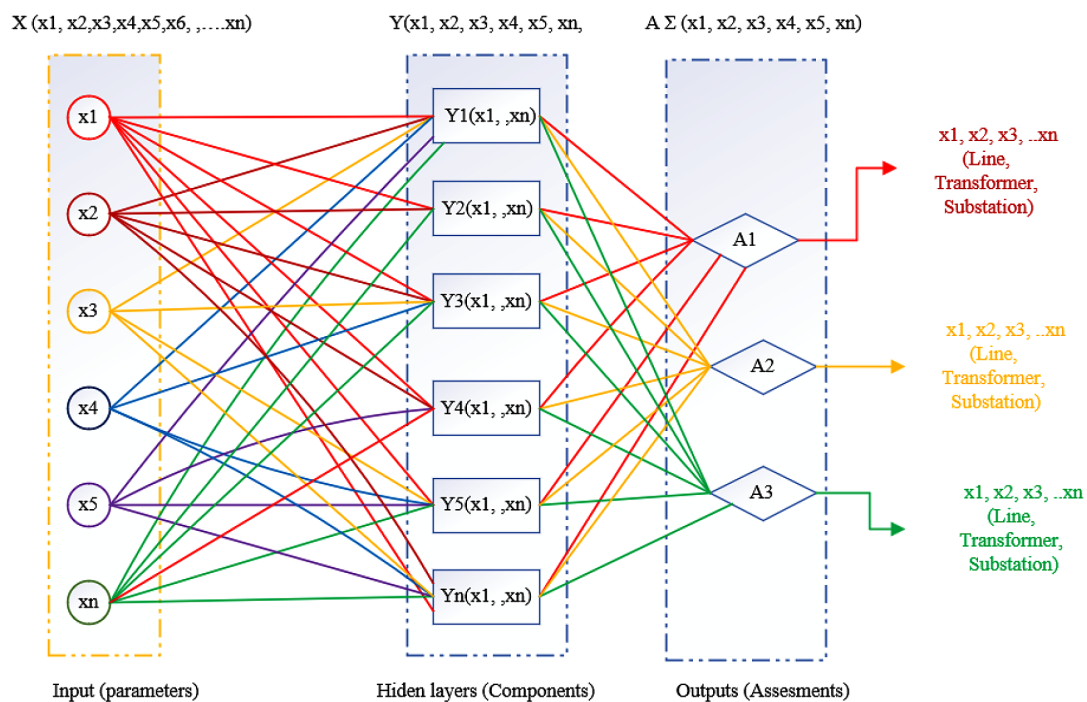 X (x1, x2,x3,x4,x5,x6, ,….xn)
Y(x1, x2, x3, x4, x5, xn,
A Σ (x1, x2, x3, x4, x5, xn)
x1
x2
x3
x4
x5
xn
Y1(x1, ,xn)
Y2(x1, ,xn)
Y3(x1, ,xn)
Y4(x1, ,xn)
Y5(x1, ,xn)
Yn(x1, ,xn)
A1
A2
A3
x1, x2, x3, ..xn
(Line,
Transformer,
Substation)
x1, x2, x3, ..xn
(Line,
Transformer,
Substation)
x1, x2, x3, ..xn
(Line,
Transformer,
Substation)
Input (parameters)
Hiden layers (Components)
Outputs (Assesments)